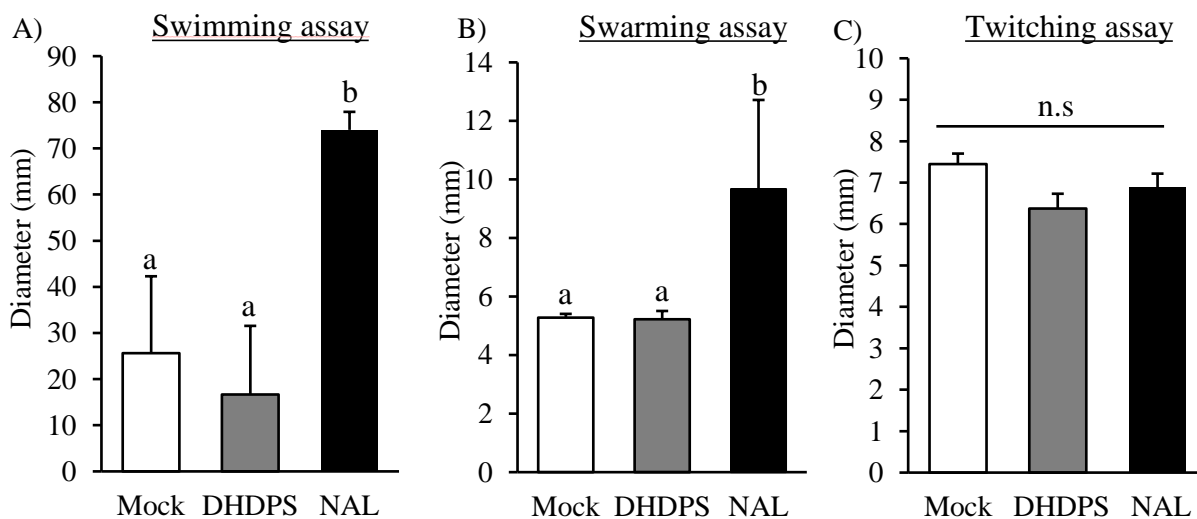 A) Swimming assay
Diameter (mm)
90
80
70
60
50
40
30
20
10
0
a
a
b
Mock DHDPS NAL
B) Swarming assay
Diameter (mm)
14
12
10
8
6
4
2
0
a
a
b
Mock DHDPS NAL
C) Twitching assay
Diameter (mm)
10
9
8
7
6
5
4
3
2
1
0
n.s
Mock DHDPS NAL